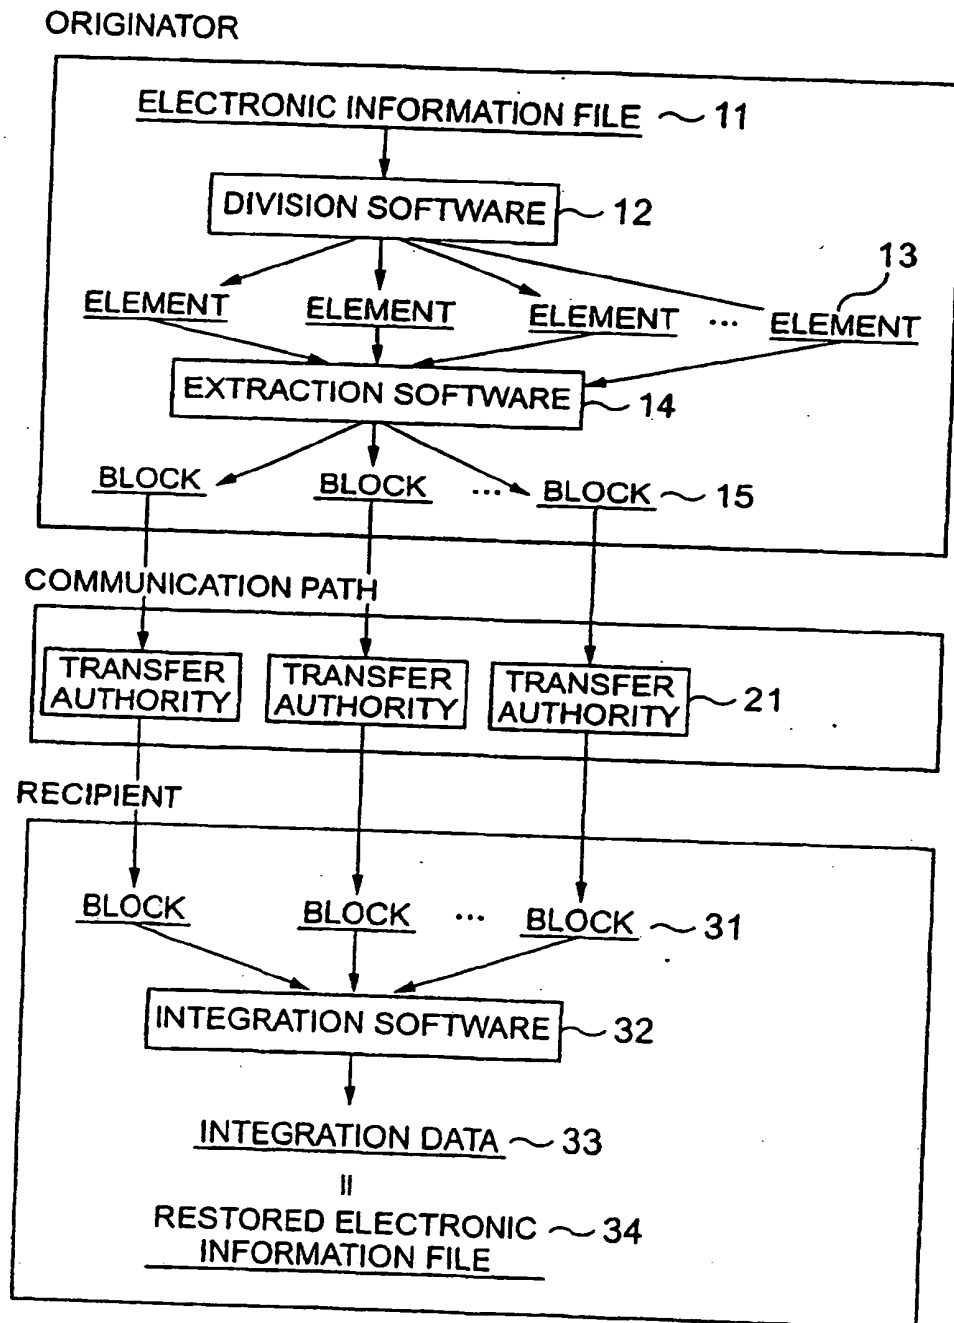 ORIGINATOR
ELECTRONIC INFORMATION FILE 11
DIVISION SOFTWARE 12
13
ELEMENT ELEMENT ELEMENT ... ELEMENT
EXTRACTION SOFTWARE 14
BLOCK BLOCK ... BLOCK 15
COMMUNICATION PATH
TRANSFER AUTHORITY TRANSFER AUTHORITY TRANSFER AUTHORITY 21
RECIPIENT
BLOCK BLOCK ... BLOCK 31
INTEGRATION SOFTWARE 32
INTEGRATION DATA 33
=
RESTORED ELECTRONIC 34
INFORMATION FILE